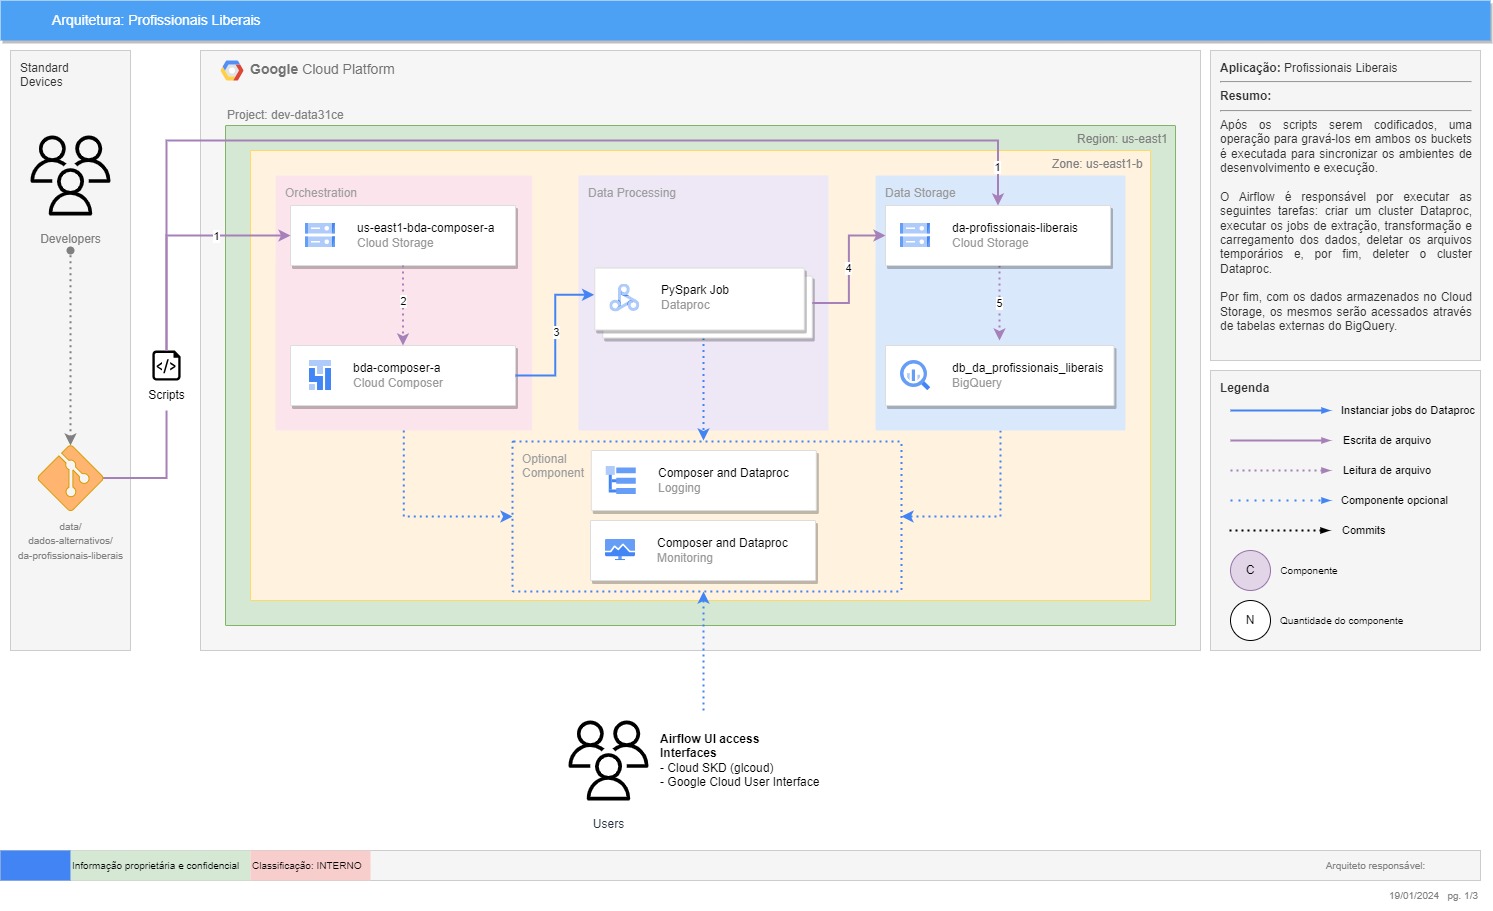 Arquitetura: Profissionais Liberais
Standard
Devices
Developers
Scripts
data/
dados-alternativos/
da-profissionais-liberais
Google Cloud Platform
Project: dev-data31ce
Region: us-east1
Zone: us-east1-b
Orchestration
us-east1-bda-composer-a
Cloud Storage
bda-composer-a
Cloud Composer
Data Processing
PySpark Job
Dataproc
Data Storage
da-profissionais-liberais
Cloud Storage
db_da_profissionais_liberais
BigQuery
1
1
2
3
4
5
Optional
Component
Composer and Dataproc
Logging
Composer and Dataproc
Monitoring
Airflow UI access
Interfaces
- Cloud SKD (glcoud)
- Google Cloud User Interface
Users
Aplicação: Profissionais Liberais
Resumo:
Após os scripts serem codificados, uma
operação para gravá-los em ambos os buckets
é executada para sincronizar os ambientes de
desenvolvimento e execução.
O Airflow é responsável por executar as
seguintes tarefas: criar um cluster Dataproc,
executar os jobs de extração, transformação e
carregamento dos dados, deletar os arquivos
temporários e, por fim, deleter o cluster
Dataproc.
Por fim, com os dados armazenados no Cloud
Storage, os mesmos serão acessados através
de tabelas externas do BigQuery.
Legenda
Instanciar jobs do Dataproc
Escrita de arquivo
Leitura de arquivo
Componente opcional
Commits
C
Componente
N
Quantidade do componente
Informação proprietária e confidencial
Classificação: INTERNO
Arquiteto responsável:
19/01/2024 pg. 1/3